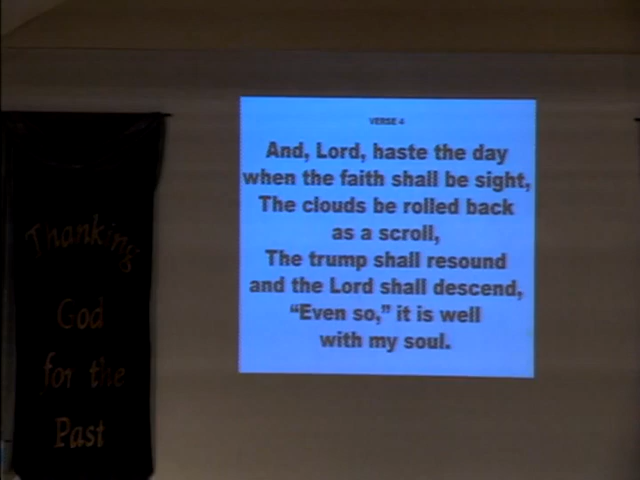 VERSE 4
And, Lord, haste the day
when the faith shall be sight,
The clouds be rolled back
as a scroll,
The trump shall resound
and the Lord shall descend,
“Even so,” it is well
with my soul.
Thanking
God
for the
Past